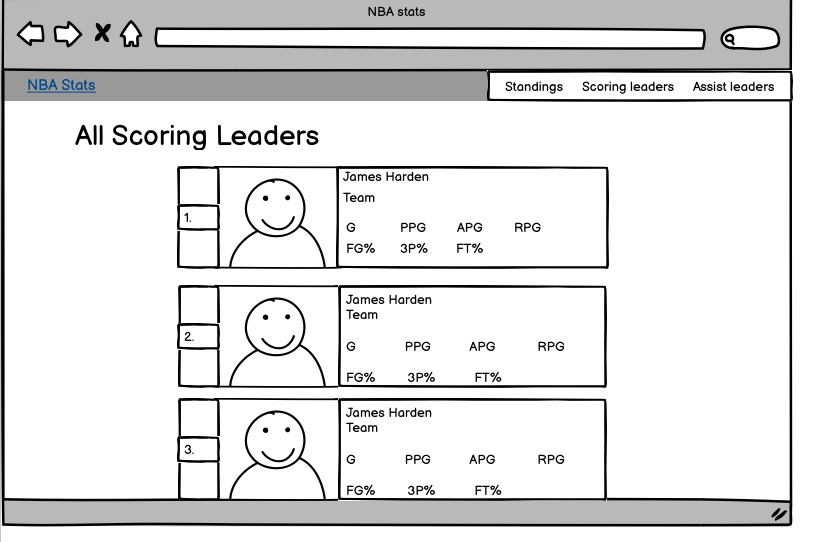 NBA stats
NBA Stats
Standings Scoring leaders Assist leaders
All Scoring Leaders
1.
James Harden
Team
G PPG APG RPG
FG% 3P% FT%
2.
James Harden
Team
G PPG APG RPG
FG% 3P% FT%
3.
James Harden
Team
G PPG APG RPG
FG% 3P% FT%